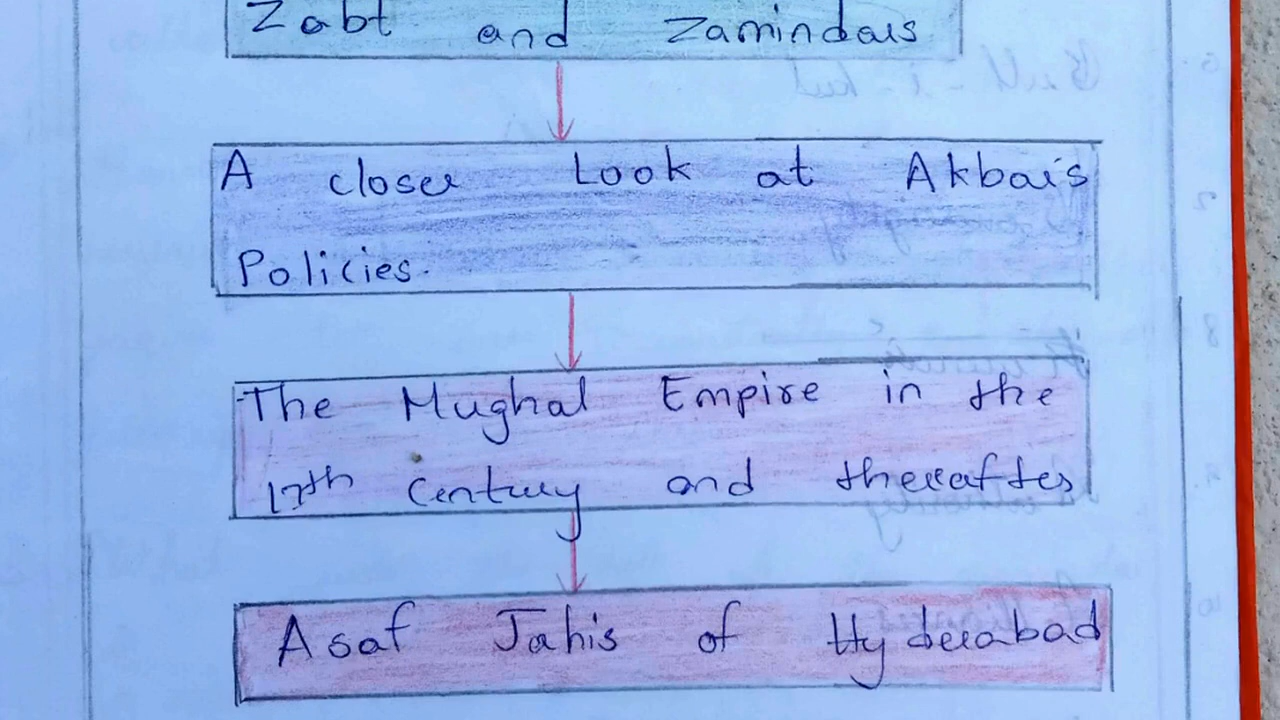 Zabt and Zamindars
A closer Look at Akbar's
Policies.
The Mughal Empire in the
17th Century and thereafter
Asaf Jahis of Hyderabad